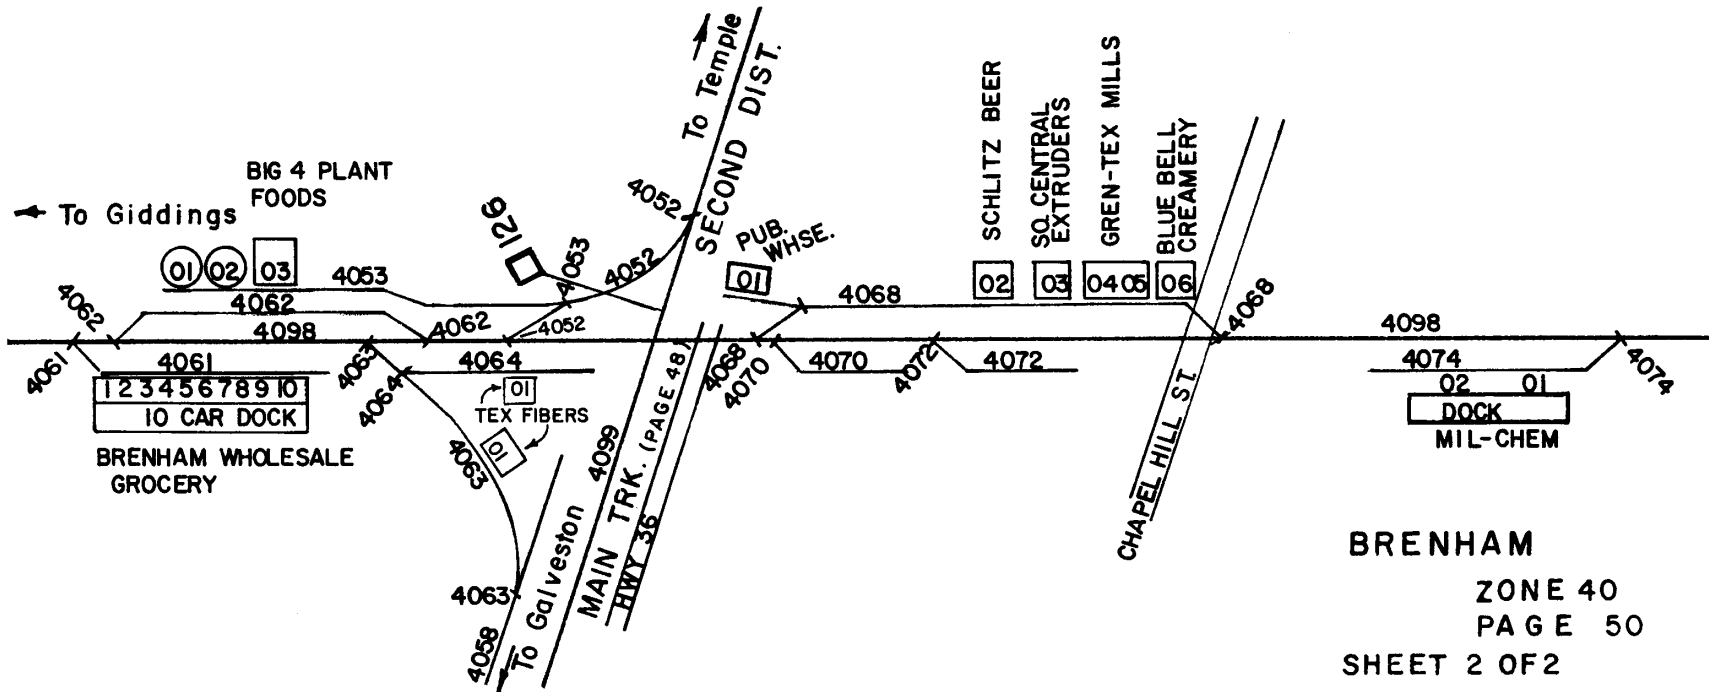 To Temple
SECOND DIST.
BIG 4 PLANT
FOODS
To Giddings
01
02
03
4053
4062
4062
4098
4062
4061
4061
4063
4064
4064
1 2 3 4 5 6 7 8 9 10
10 CAR DOCK
BRENHAM WHOLESALE
GROCERY
126
4053
4052
4052
4052
01
TEX FIBERS
01
4063
4063
4058
To Galveston
4099
MAIN TRK. (PAGE 48)
HWY 36
PUB.
WHSE.
01
4068
4068
4070
4070
4072
4072
SCHLITZ BEER
SO. CENTRAL
EXTRUDERS
GREN-TEX MILLS
BLUE BELL
CREAMERY
02
03
04 05
06
4068
CHAPEL HILL ST.
4098
4074
4074
02
01
DOCK
MIL-CHEM
BRENHAM
ZONE 40
PAGE 50
SHEET 2 OF 2